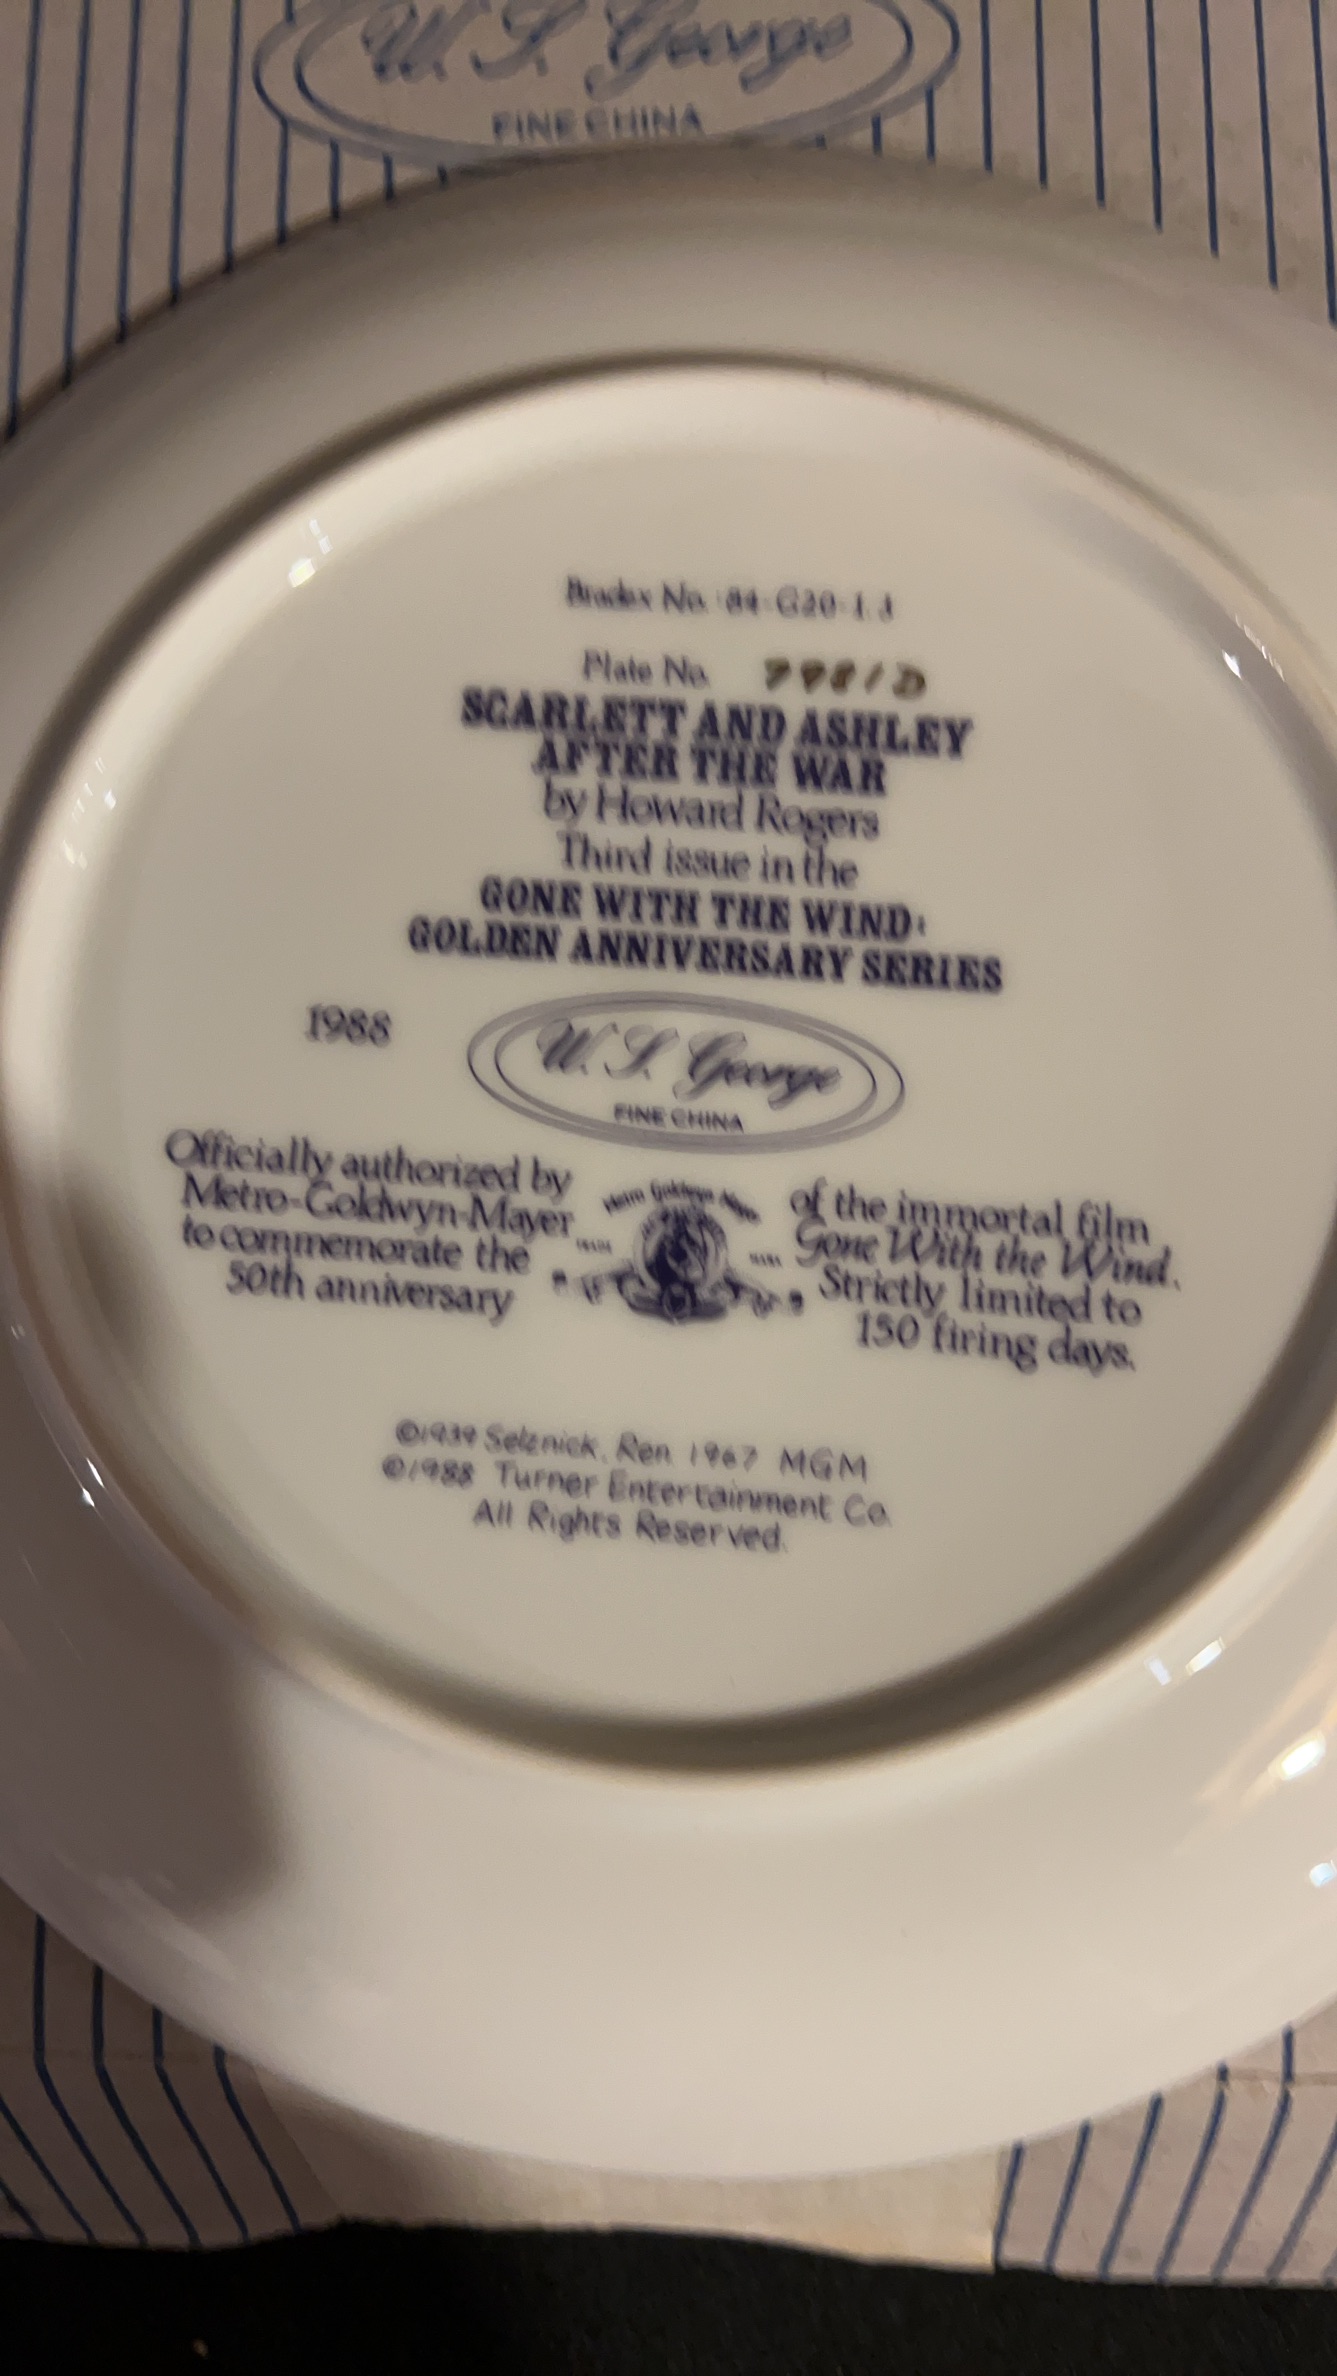 W. S. George
FINE CHINA
Bradex No. 84-G20-1.3
Plate No.
SCARLETT AND ASHLEY
AFTER THE WAR
by Howard Rogers
Third issue in the
GONE WITH THE WIND:
GOLDEN ANNIVERSARY SERIES
1988
W. S. George
FINE CHINA
Officially authorized by
Metro-Goldwyn-Mayer
to commemorate the
50th anniversary
Metro Goldwyn Mayer
of the immortal film
Gone With the Wind.
Strictly limited to
150 firing days.
©1939 Selznick, Ren. 1967 MGM
©1988 Turner Entertainment Co.
All Rights Reserved.